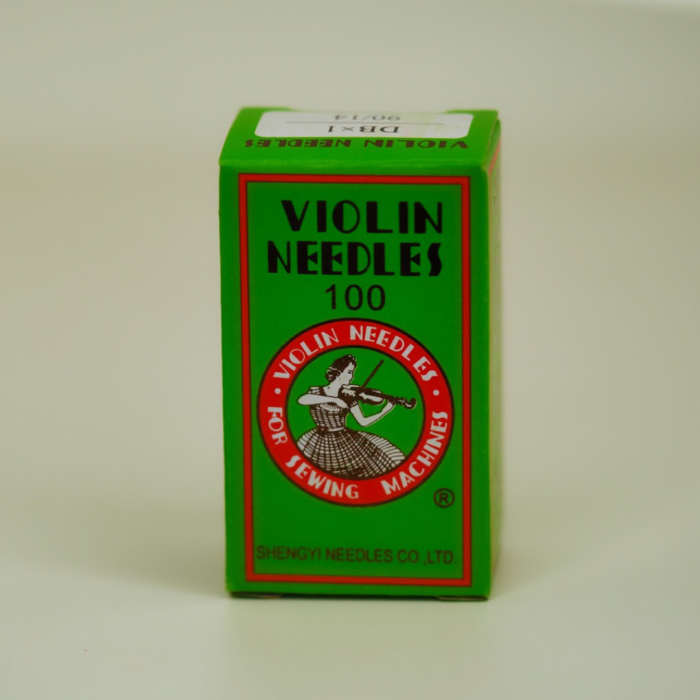 VIOLIN NEEDLES
DB×1
90/14
VIOLIN
NEEDLES
100
VIOLIN NEEDLES
FOR SEWING MACHINES
®
SHENGYI NEEDLES CO.,LTD.